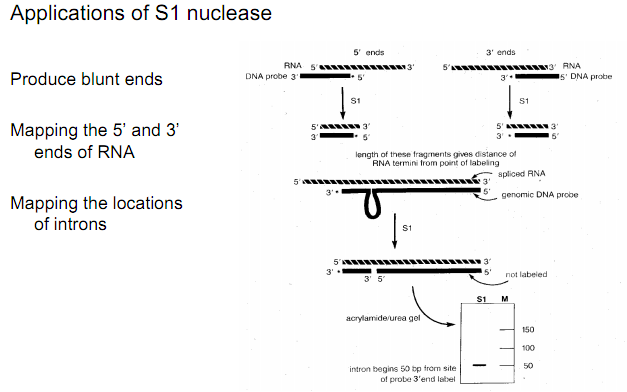 Applications of S1 nuclease
Produce blunt ends
Mapping the 5' and 3'
ends of RNA
Mapping the locations
of introns
5' ends
3' ends
RNA 5' 3'
DNA probe 3' • 5'
5' 3' RNA
3' • 5' DNA probe
S1
S1
5' 3'
3' • 5'
5' 3'
3' • 5'
length of these fragments gives distance of
RNA termini from point of labeling
spliced RNA
5' 3'
3' • 5'
genomic DNA probe
S1
5' 3'
3' • 5'
3' 5'
not labeled
S1 M
acrylamide/urea gel
150
100
50
intron begins 50 bp from site
of probe 3'end label